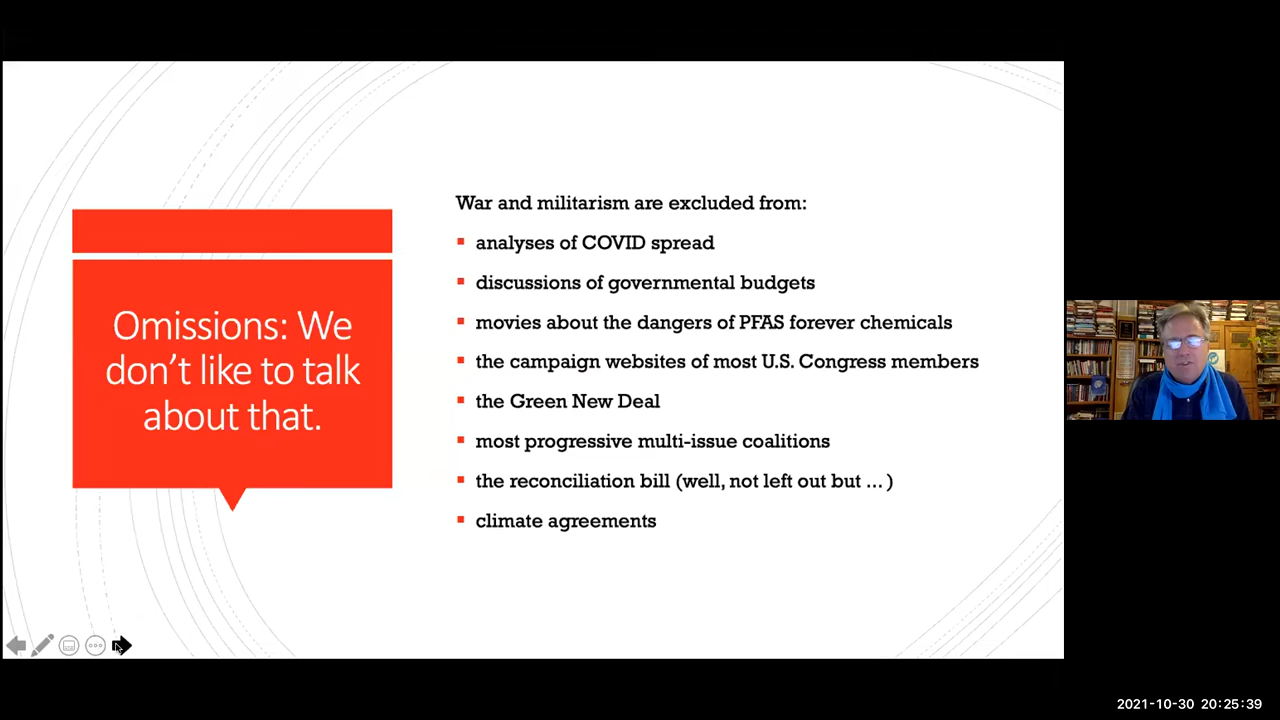 Omissions: We
don't like to talk
about that.
War and militarism are excluded from:
▪ analyses of COVID spread
▪ discussions of governmental budgets
▪ movies about the dangers of PFAS forever chemicals
▪ the campaign websites of most U.S. Congress members
▪ the Green New Deal
▪ most progressive multi-issue coalitions
▪ the reconciliation bill (well, not left out but ... )
▪ climate agreements
2021-10-30 20:25:39